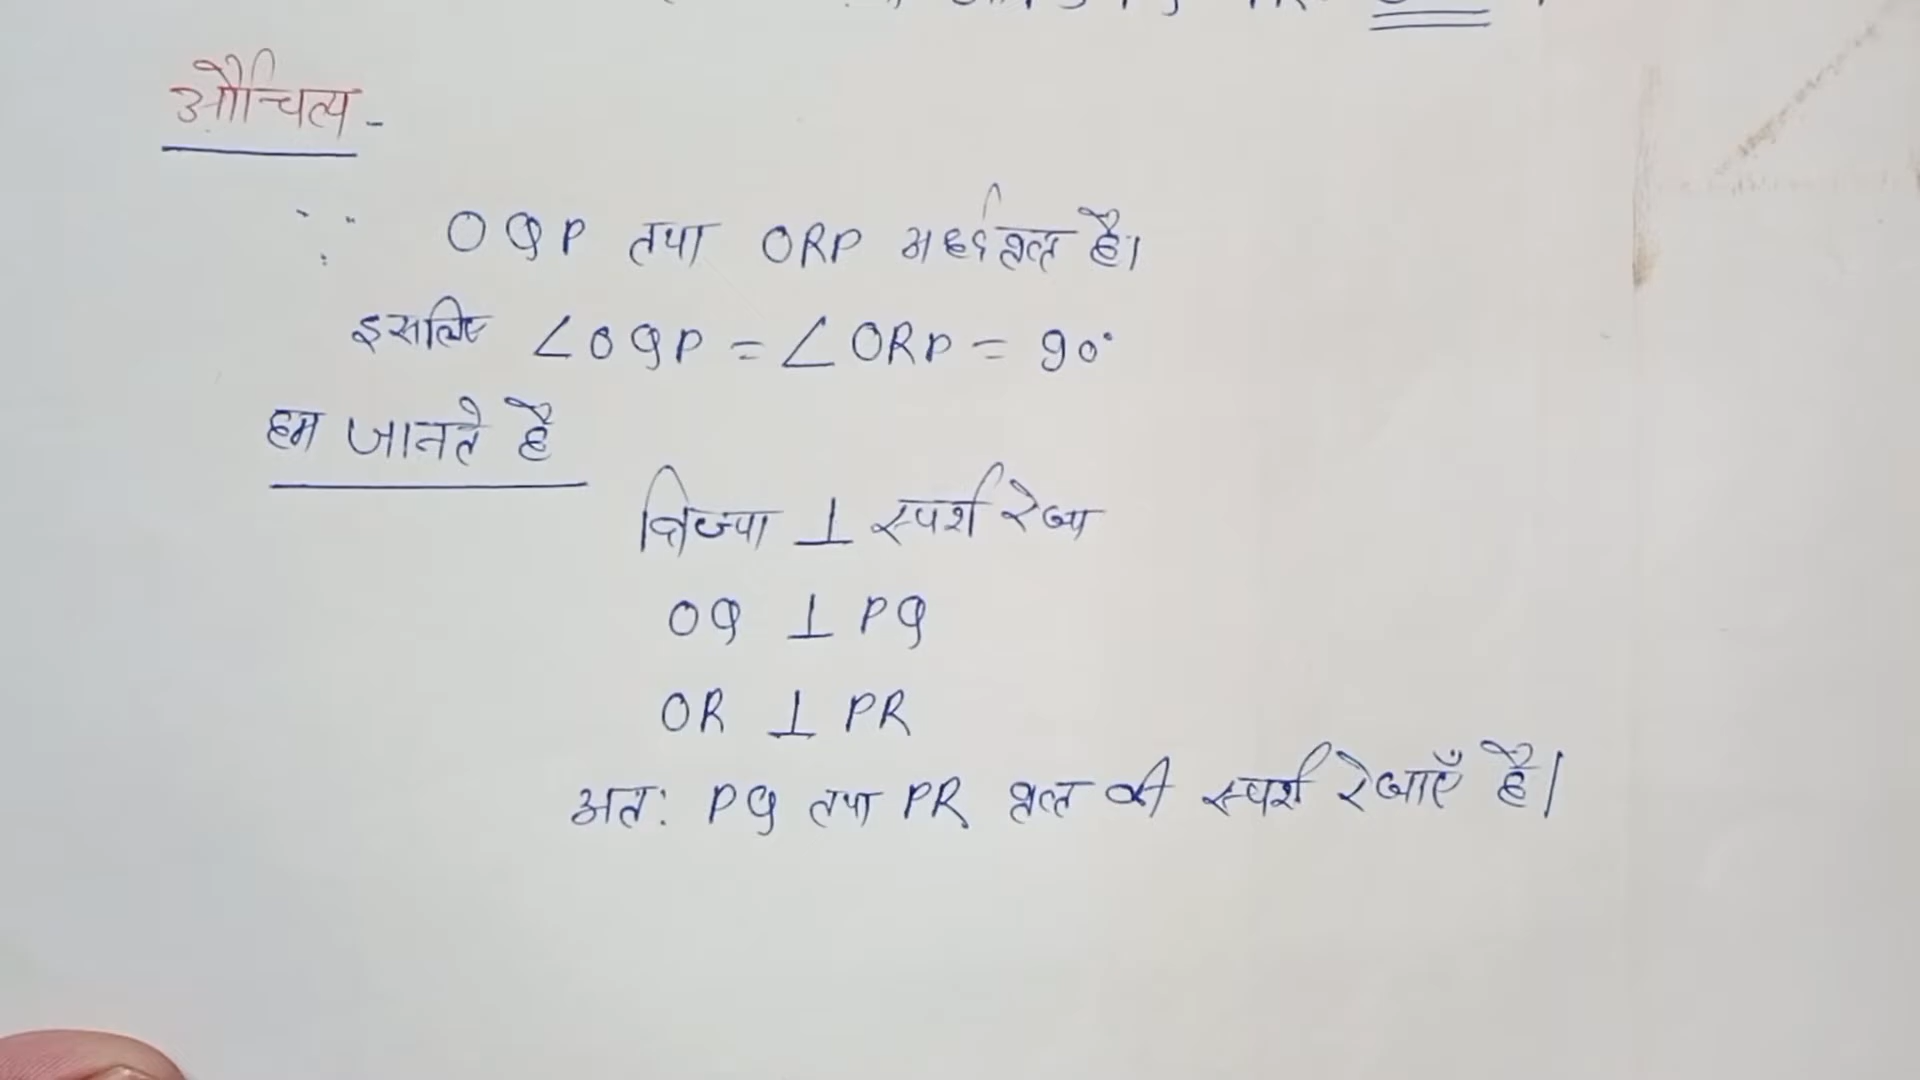 औचित्य -
∵ OQP तथा ORP अर्द्धवृत्त है।
इसलिए ∠OQP = ∠ORP = 90°
हम जानते है
त्रिज्या ⊥ स्पर्श रेखा
OQ ⊥ PQ
OR ⊥ PR
अत: PQ तथा PR वृत्त की स्पर्श रेखाएँ है।